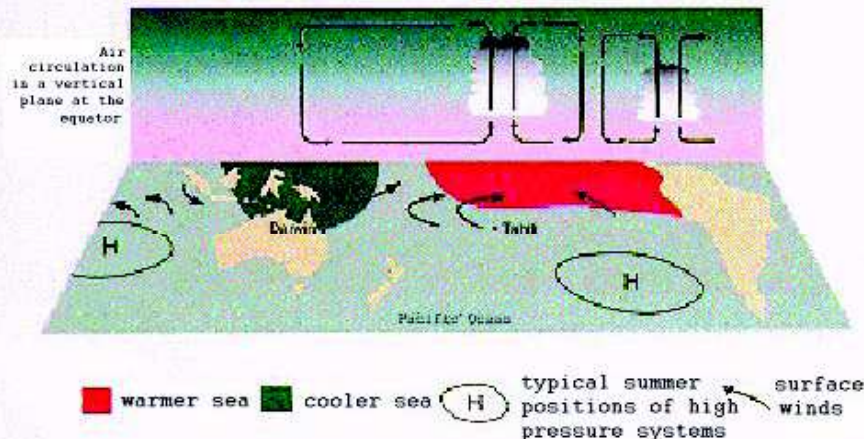 Air
circulation
in a vertical
plane at the
equator
Darwin
Tahiti
H
H
Pacific Ocean
warmer sea
cooler sea
H
typical summer
positions of high
pressure systems
surface
winds